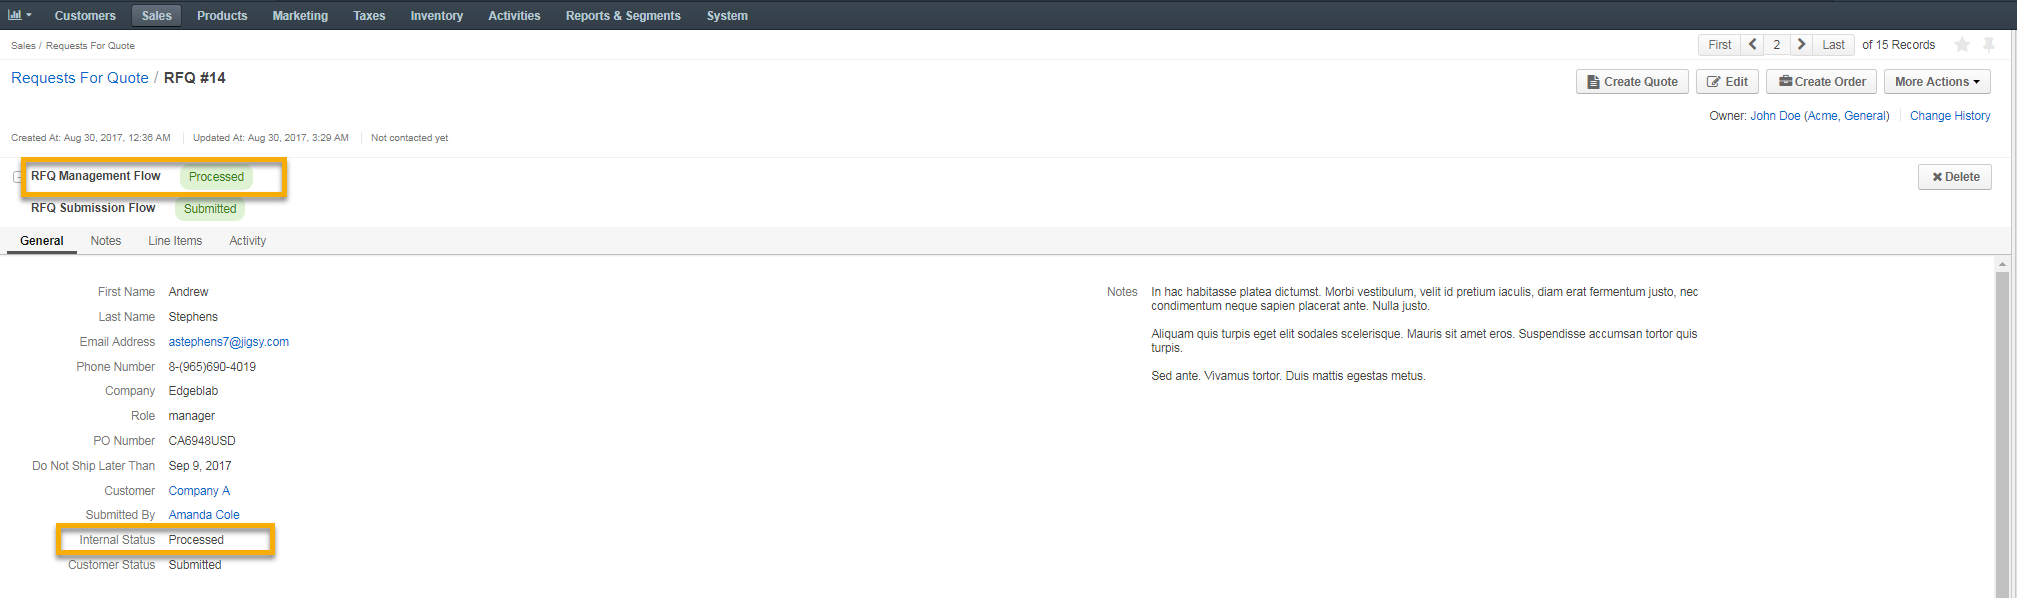 Customers Sales Products Marketing Taxes Inventory Activities Reports & Segments System
Sales / Requests For Quote
First 2 Last of 15 Records
Requests For Quote / RFQ #14
Create Quote Edit Create Order More Actions
Owner: John Doe (Acme, General) Change History
Created At: Aug 30, 2017, 12:36 AM Updated At: Aug 30, 2017, 3:29 AM Not contacted yet
RFQ Management Flow Processed
Delete
RFQ Submission Flow Submitted
General Notes Line Items Activity
First Name Andrew
Last Name Stephens
Email Address astephens7@jigsy.com
Phone Number 8-(965)690-4019
Company Edgeblab
Role manager
PO Number CA6948USD
Do Not Ship Later Than Sep 9, 2017
Customer Company A
Submitted By Amanda Cole
Internal Status Processed
Customer Status Submitted
Notes In hac habitasse platea dictumst. Morbi vestibulum, velit id pretium iaculis, diam erat fermentum justo, nec
condimentum neque sapien placerat ante. Nulla justo.
Aliquam quis turpis eget elit sodales scelerisque. Mauris sit amet eros. Suspendisse accumsan tortor quis
turpis.
Sed ante. Vivamus tortor. Duis mattis egestas metus.